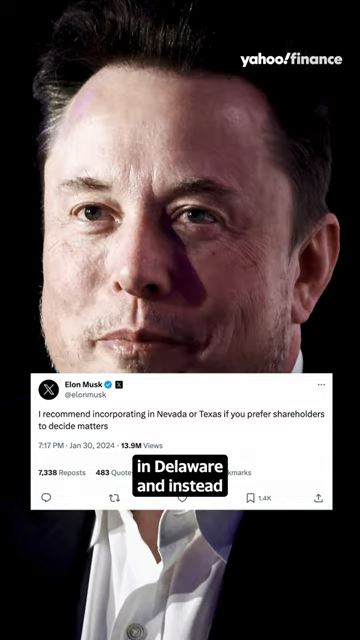 yahoo!finance
Elon Musk
@elonmusk
I recommend incorporating in Nevada or Texas if you prefer shareholders
to decide matters
7:17 PM · Jan 30, 2024 · 13.9M Views
7,338 Reposts 483 Quote
in Delaware
and instead
1.4K